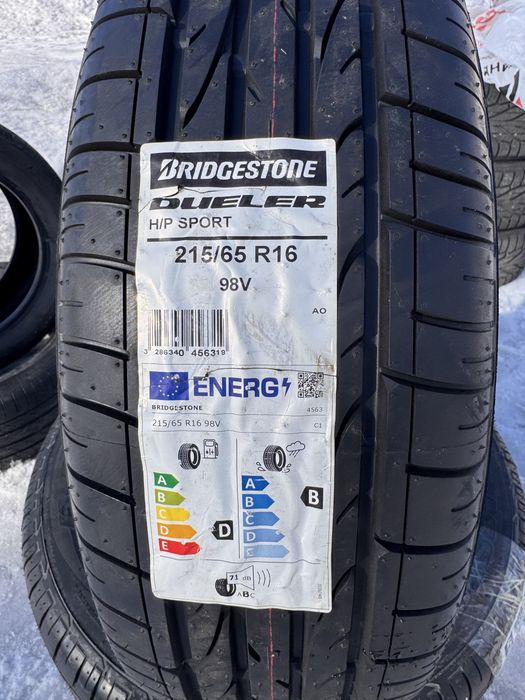 BRIDGESTONE
DUELER
H/P SPORT
215/65 R16
98V
AO
3 286340 456319
ENERG
BRIDGESTONE 4563
215/65 R16 98V C1
A
B
C
D
E
D
A
B
C
D
E
B
71 dB
ABC